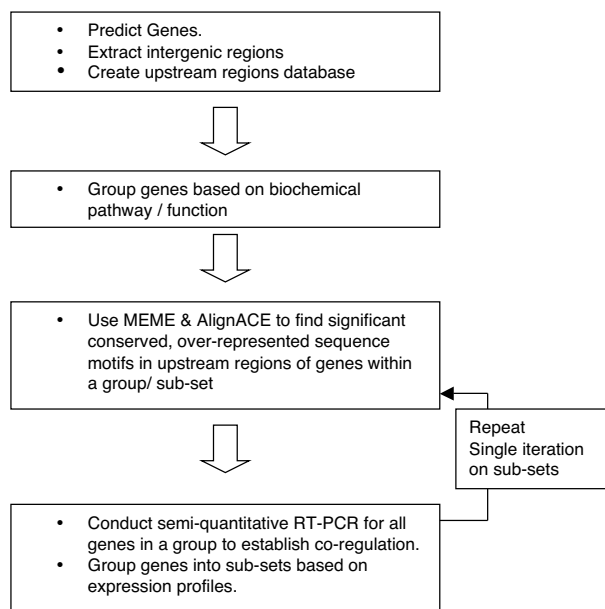 • Predict Genes.
• Extract intergenic regions
• Create upstream regions database
• Group genes based on biochemical
pathway / function
• Use MEME & AlignACE to find significant
conserved, over-represented sequence
motifs in upstream regions of genes within
a group/ sub-set
Repeat
Single iteration
on sub-sets
• Conduct semi-quantitative RT-PCR for all
genes in a group to establish co-regulation.
• Group genes into sub-sets based on
expression profiles.